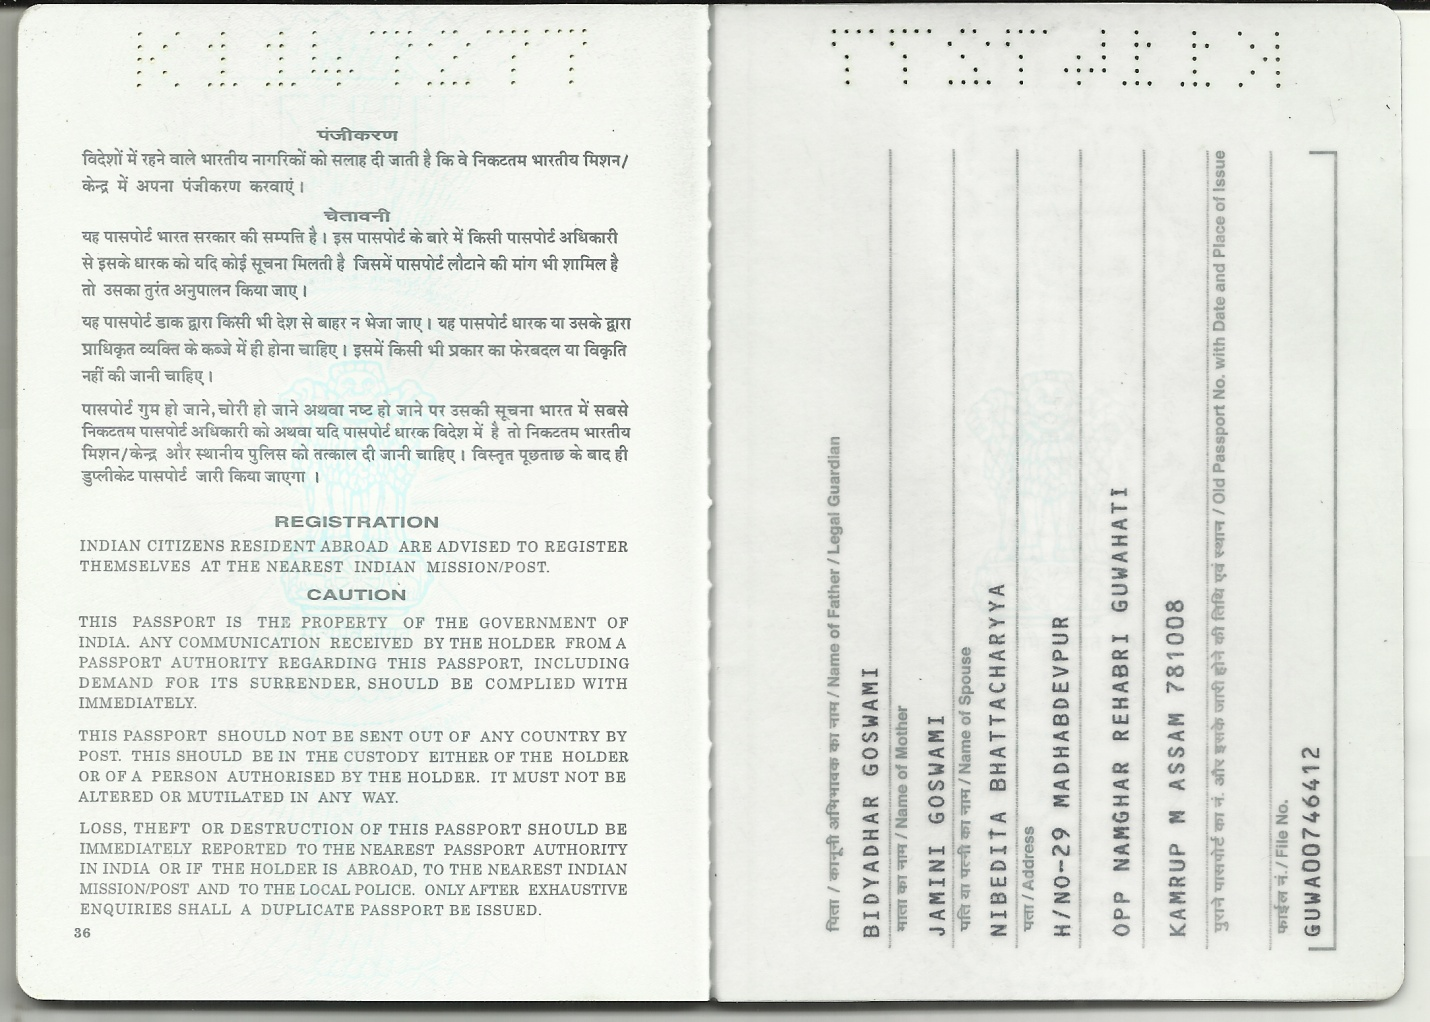 K1147277
पंजीकरण
विदेशों में रहने वाले भारतीय नागरिकों को सलाह दी जाती है कि वे निकटतम भारतीय मिशन/
केन्द्र में अपना पंजीकरण करवाएं ।
चेतावनी
यह पासपोर्ट भारत सरकार की सम्पत्ति है । इस पासपोर्ट के बारे में किसी पासपोर्ट अधिकारी
से इसके धारक को यदि कोई सूचना मिलती है जिसमें पासपोर्ट लौटाने की मांग भी शामिल है
तो उसका तुरंत अनुपालन किया जाए ।
यह पासपोर्ट डाक द्वारा किसी भी देश से बाहर न भेजा जाए । यह पासपोर्ट धारक या उसके द्वारा
प्राधिकृत व्यक्ति के कब्जे में ही होना चाहिए । इसमें किसी भी प्रकार का फेरबदल या विकृति
नहीं की जानी चाहिए ।
पासपोर्ट गुम हो जाने, चोरी हो जाने अथवा नष्ट हो जाने पर उसकी सूचना भारत में सबसे
निकटतम पासपोर्ट अधिकारी को अथवा यदि पासपोर्ट धारक विदेश में है तो निकटतम भारतीय
मिशन/केन्द्र और स्थानीय पुलिस को तत्काल दी जानी चाहिए । विस्तृत पूछताछ के बाद ही
डुप्लीकेट पासपोर्ट जारी किया जाएगा ।
REGISTRATION
INDIAN CITIZENS RESIDENT ABROAD ARE ADVISED TO REGISTER
THEMSELVES AT THE NEAREST INDIAN MISSION/POST.
CAUTION
THIS PASSPORT IS THE PROPERTY OF THE GOVERNMENT OF
INDIA. ANY COMMUNICATION RECEIVED BY THE HOLDER FROM A
PASSPORT AUTHORITY REGARDING THIS PASSPORT, INCLUDING
DEMAND FOR ITS SURRENDER, SHOULD BE COMPLIED WITH
IMMEDIATELY.
THIS PASSPORT SHOULD NOT BE SENT OUT OF ANY COUNTRY BY
POST. THIS SHOULD BE IN THE CUSTODY EITHER OF THE HOLDER
OR OF A PERSON AUTHORISED BY THE HOLDER. IT MUST NOT BE
ALTERED OR MUTILATED IN ANY WAY.
LOSS, THEFT OR DESTRUCTION OF THIS PASSPORT SHOULD BE
IMMEDIATELY REPORTED TO THE NEAREST PASSPORT AUTHORITY
IN INDIA OR IF THE HOLDER IS ABROAD, TO THE NEAREST INDIAN
MISSION/POST AND TO THE LOCAL POLICE. ONLY AFTER EXHAUSTIVE
ENQUIRIES SHALL A DUPLICATE PASSPORT BE ISSUED.
36
पिता / कानूनी अभिभावक का नाम / Name of Father / Legal Guardian
BIDYADHAR GOSWAMI
माता का नाम / Name of Mother
JAMINI GOSWAMI
पति या पत्नी का नाम / Name of Spouse
NIBEDITA BHATTACHARYYA
पता / Address
H/NO-29 MADHABDEVPUR
OPP NAMGHAR REHABRI GUWAHATI
KAMRUP M ASSAM 781008
पुराने पासपोर्ट का नं. और इसके जारी होने की तिथि एवं स्थान / Old Passport No. with Date and Place of Issue
फाईल नं./ File No.
GUWA00746412